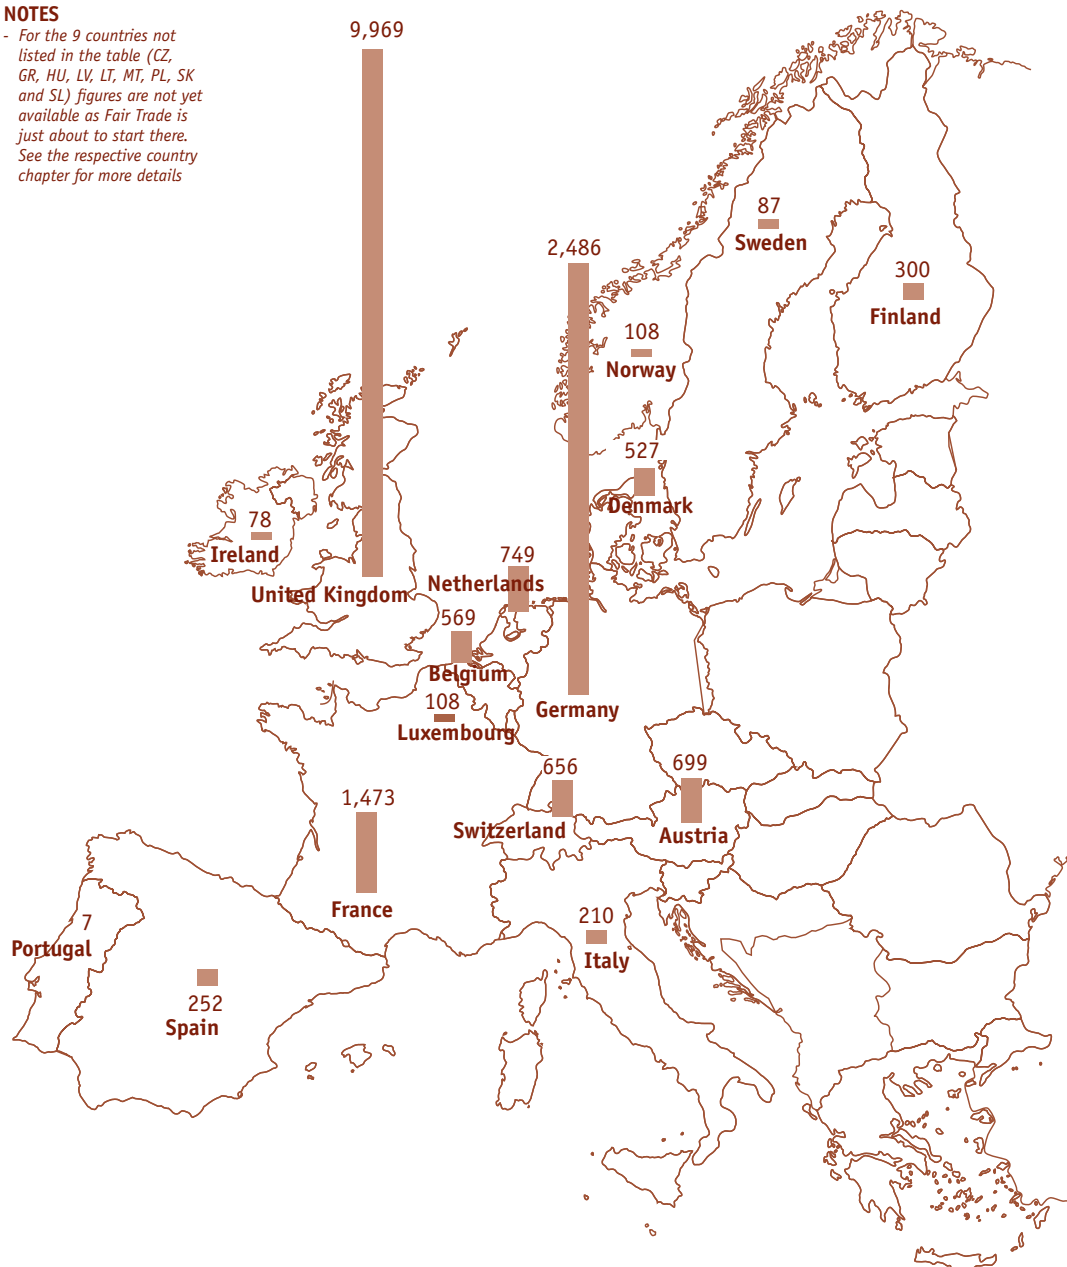 NOTES
- For the 9 countries not
listed in the table (CZ,
GR, HU, LV, LT, MT, PL, SK
and SL) figures are not yet
available as Fair Trade is
just about to start there.
See the respective country
chapter for more details
9,969
United Kingdom
87
Sweden
2,486
Germany
300
Finland
108
Norway
527
Denmark
78
Ireland
749
Netherlands
569
Belgium
108
Luxembourg
656
Switzerland
699
Austria
1,473
France
7
Portugal
210
Italy
252
Spain